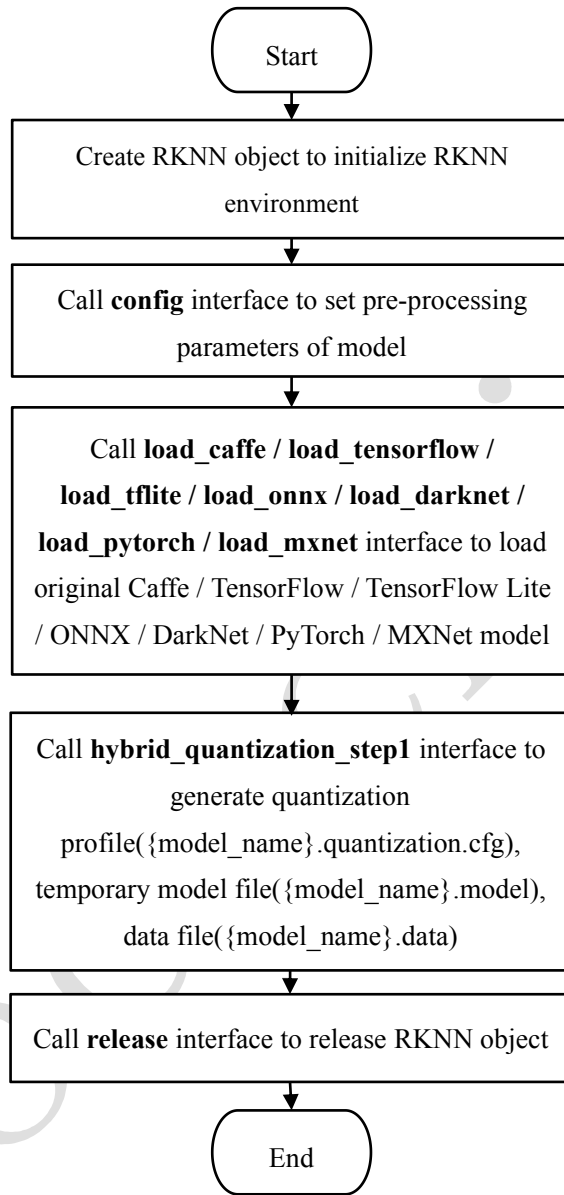 Start
Create RKNN object to initialize RKNN
environment
Call config interface to set pre-processing
parameters of model
Call load_caffe / load_tensorflow /
load_tflite / load_onnx / load_darknet /
load_pytorch / load_mxnet interface to load
original Caffe / TensorFlow / TensorFlow Lite
/ ONNX / DarkNet / PyTorch / MXNet model
Call hybrid_quantization_step1 interface to
generate quantization
profile({model_name}.quantization.cfg),
temporary model file({model_name}.model),
data file({model_name}.data)
Call release interface to release RKNN object
End